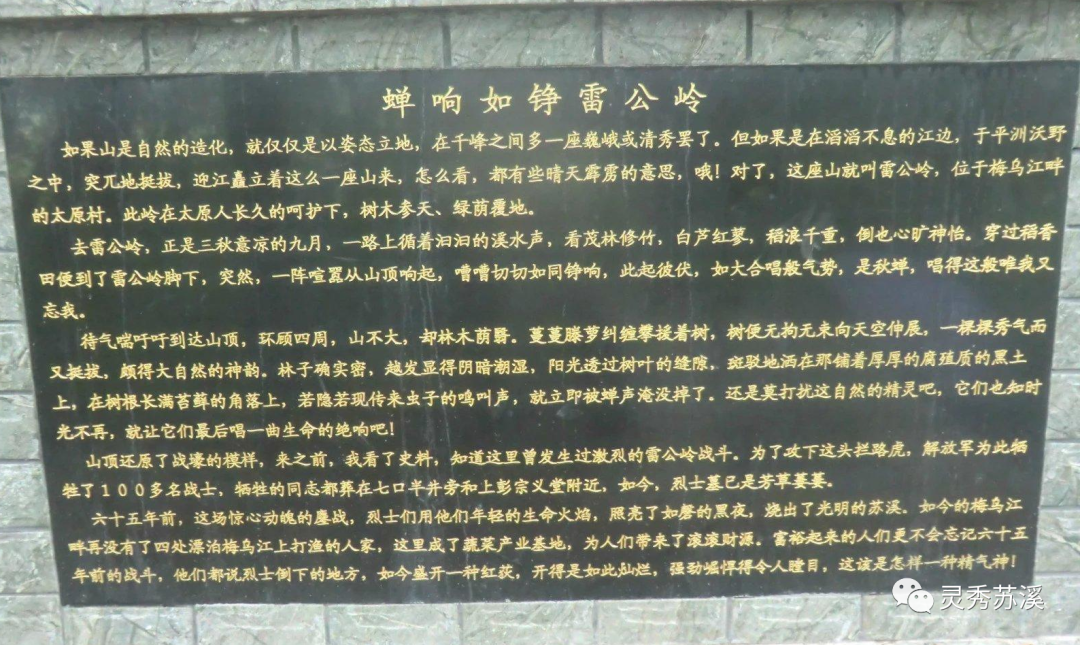 蝉响如铮雷公岭
如果山是自然的造化，就仅仅是以姿态立地，在千峰之间多一座巍峨或清秀罢了。但如果是在滔滔不息的江边，于平洲沃野
之中，突兀地挺拔，迎江矗立着这么一座山来，怎么看，都有些晴天霹雳的意思，哦！对了，这座山就叫雷公岭，位于梅乌江畔
的太原村。此岭在太原人长久的呵护下，树木参天、绿荫覆地。
去雷公岭，正是三秋意凉的九月，一路上循着汩汩的溪水声，看茂林修竹，白芦红蓼，稻浪千重，倒也心旷神怡。穿过稻香
田便到了雷公岭脚下，突然，一阵喧嚣从山顶响起，嘈嘈切切如同铮响，此起彼伏，如大合唱般气势，是秋蝉，唱得这般唯我又
忘我。
待气喘吁吁到达山顶，环顾四周，山不大，却林木荫翳。蔓蔓滕萝纠缠攀援着树，树便无拘无束向天空伸展，一棵棵秀气而
又挺拔，颇得大自然的神韵。林子确实密，越发显得阴暗潮湿，阳光透过树叶的缝隙，斑驳地洒在那铺着厚厚的腐殖质的黑土
上，在树根长满苔藓的角落上，若隐若现传来虫子的鸣叫声，就立即被蝉声淹没掉了。还是莫打扰这自然的精灵吧，它们也知时
光不再，就让它们最后唱一曲生命的绝响吧！
山顶还原了战壕的模样，来之前，我看了史料，知道这里曾发生过激烈的雷公岭战斗。为了攻下这头拦路虎，解放军为此牺
牲了100多名战士，牺牲的同志都葬在七口半井旁和上彭宗义堂附近，如今，烈士墓已是芳草萋萋。
六十五年前，这场惊心动魄的鏖战，烈士们用他们年轻的生命火焰，照亮了如磐的黑夜，烧出了光明的苏溪。如今的梅乌江
畔再没有了四处漂泊梅乌江上打渔的人家，这里成了蔬菜产业基地，为人们带来了滚滚财源。富裕起来的人们更不会忘记六十五
年前的战斗，他们都说烈士倒下的地方，如今盛开一种红荻，开得是如此灿烂，强劲崛悍得令人瞠目，这该是怎样一种精气神！
灵秀苏溪